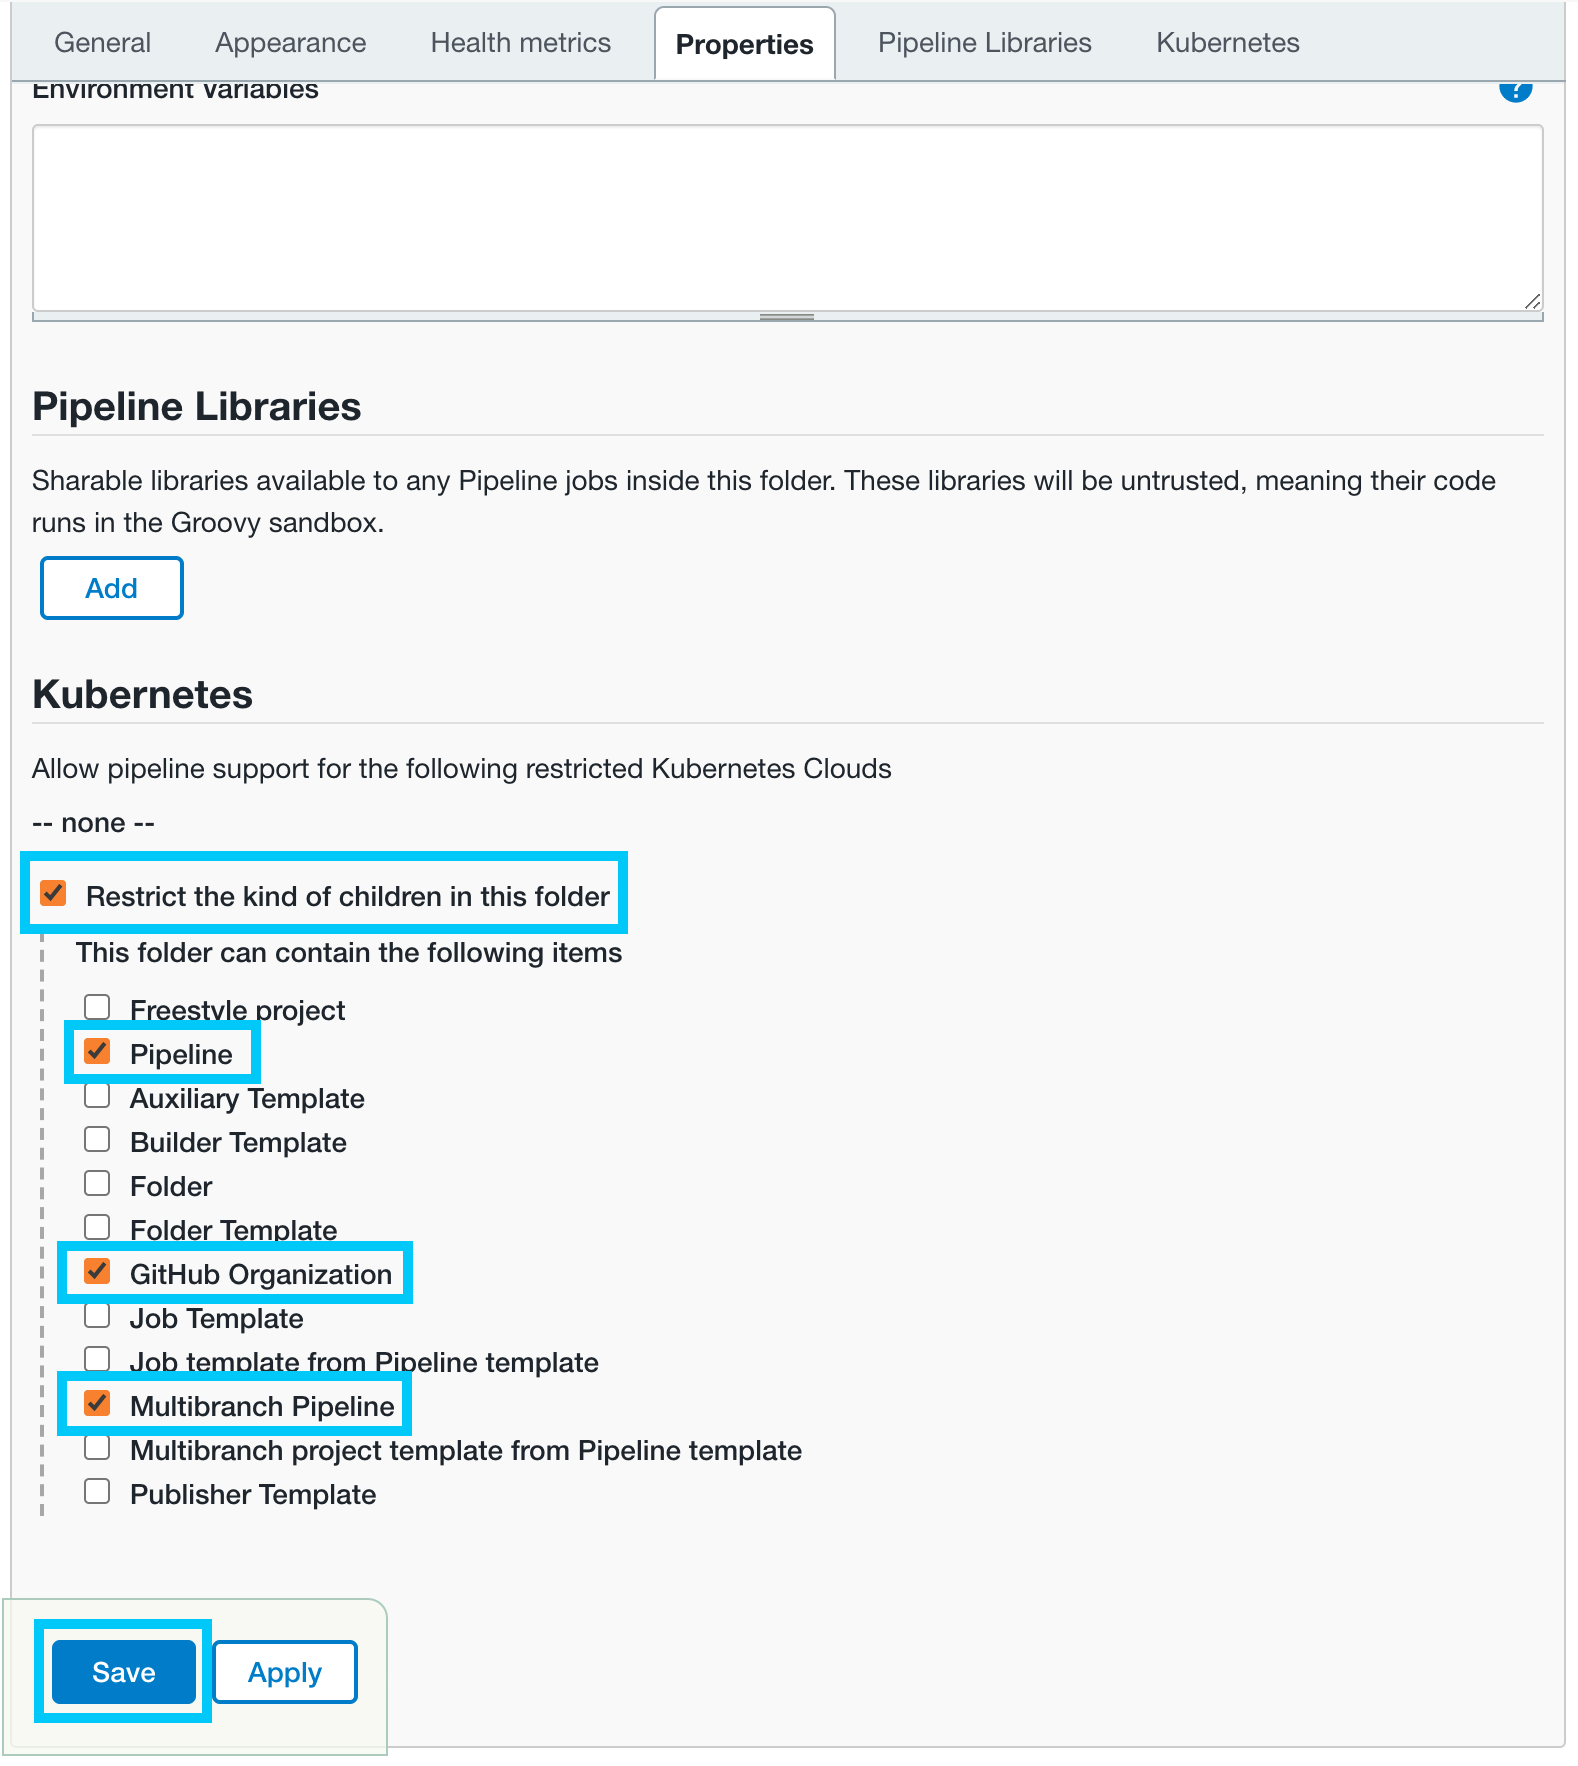 General Appearance Health metrics Properties Pipeline Libraries Kubernetes
Environment Variables
?
Pipeline Libraries
Sharable libraries available to any Pipeline jobs inside this folder. These libraries will be untrusted, meaning their code
runs in the Groovy sandbox.
Add
Kubernetes
Allow pipeline support for the following restricted Kubernetes Clouds
-- none --
Restrict the kind of children in this folder
This folder can contain the following items
Freestyle project
Pipeline
Auxiliary Template
Builder Template
Folder
Folder Template
GitHub Organization
Job Template
Job template from Pipeline template
Multibranch Pipeline
Multibranch project template from Pipeline template
Publisher Template
Save Apply